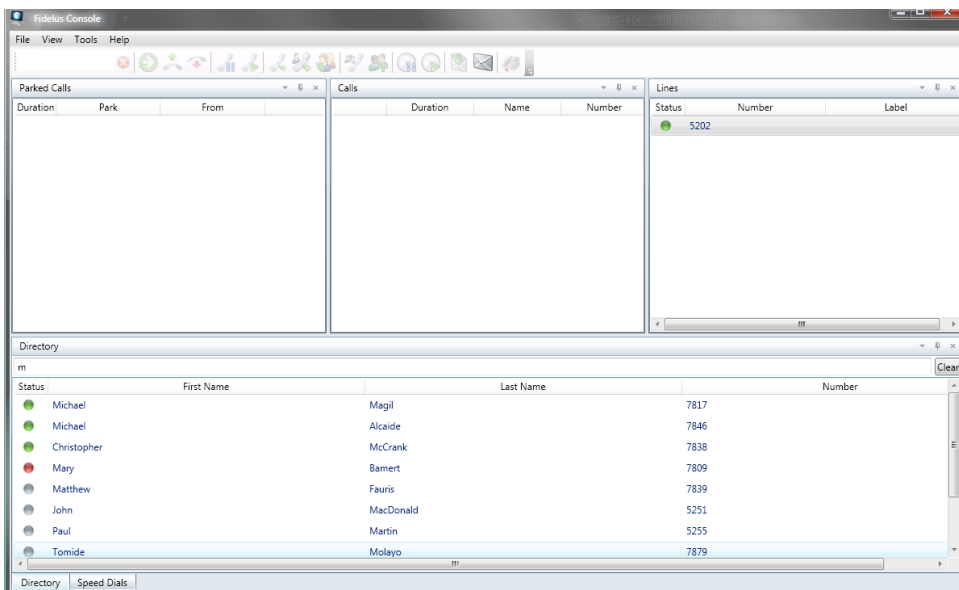 Fidelus Console
File View Tools Help
Parked Calls
Duration Park From
Calls
Duration Name Number
Lines
Status Number Label
5202
Directory
m
Clear
Status First Name Last Name Number
Michael Magil 7817
Michael Alcaide 7846
Christopher McCrank 7838
Mary Bamert 7809
Matthew Fauris 7839
John MacDonald 5251
Paul Martin 5255
Tomide Molayo 7879
Directory Speed Dials